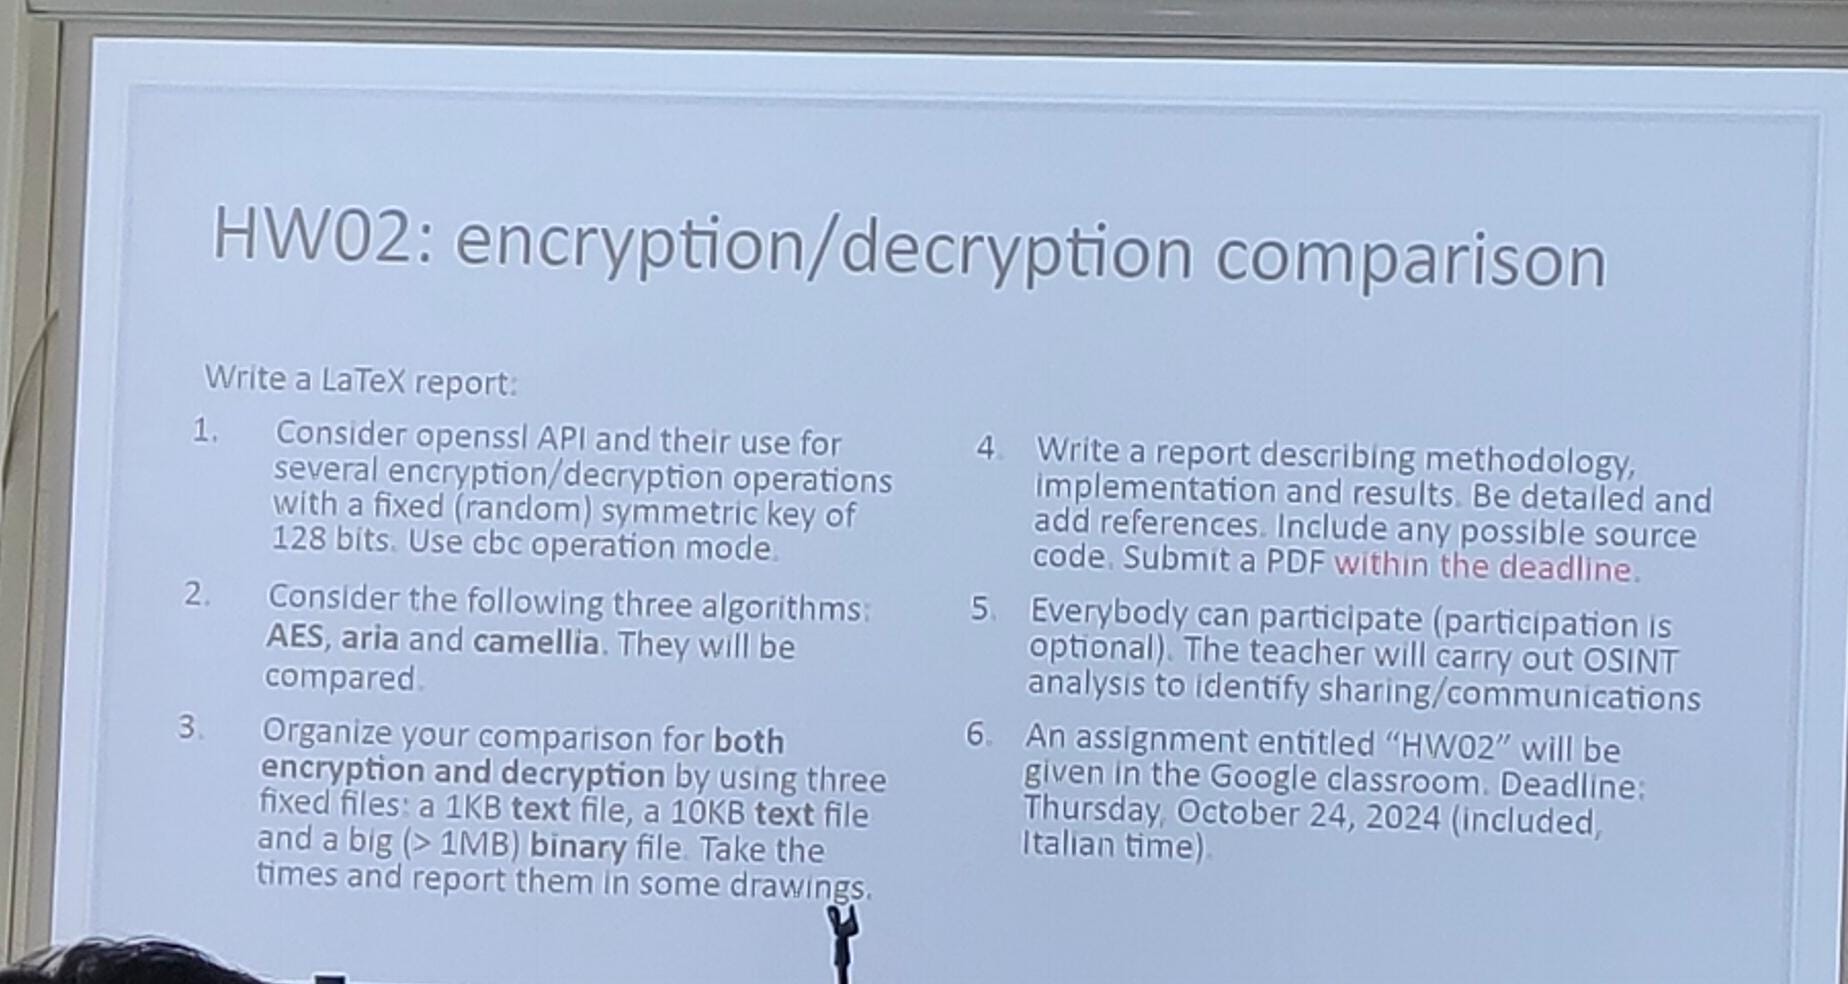 HW02: encryption/decryption comparison
Write a LaTeX report:
1. Consider openssl API and their use for
several encryption/decryption operations
with a fixed (random) symmetric key of
128 bits. Use cbc operation mode.
2. Consider the following three algorithms:
AES, aria and camellia. They will be
compared.
3. Organize your comparison for both
encryption and decryption by using three
fixed files: a 1KB text file, a 10KB text file
and a big (> 1MB) binary file. Take the
times and report them in some drawings.
4. Write a report describing methodology,
implementation and results. Be detailed and
add references. Include any possible source
code. Submit a PDF within the deadline.
5. Everybody can participate (participation is
optional). The teacher will carry out OSINT
analysis to identify sharing/communications
6. An assignment entitled “HW02” will be
given in the Google classroom. Deadline:
Thursday, October 24, 2024 (included,
Italian time).